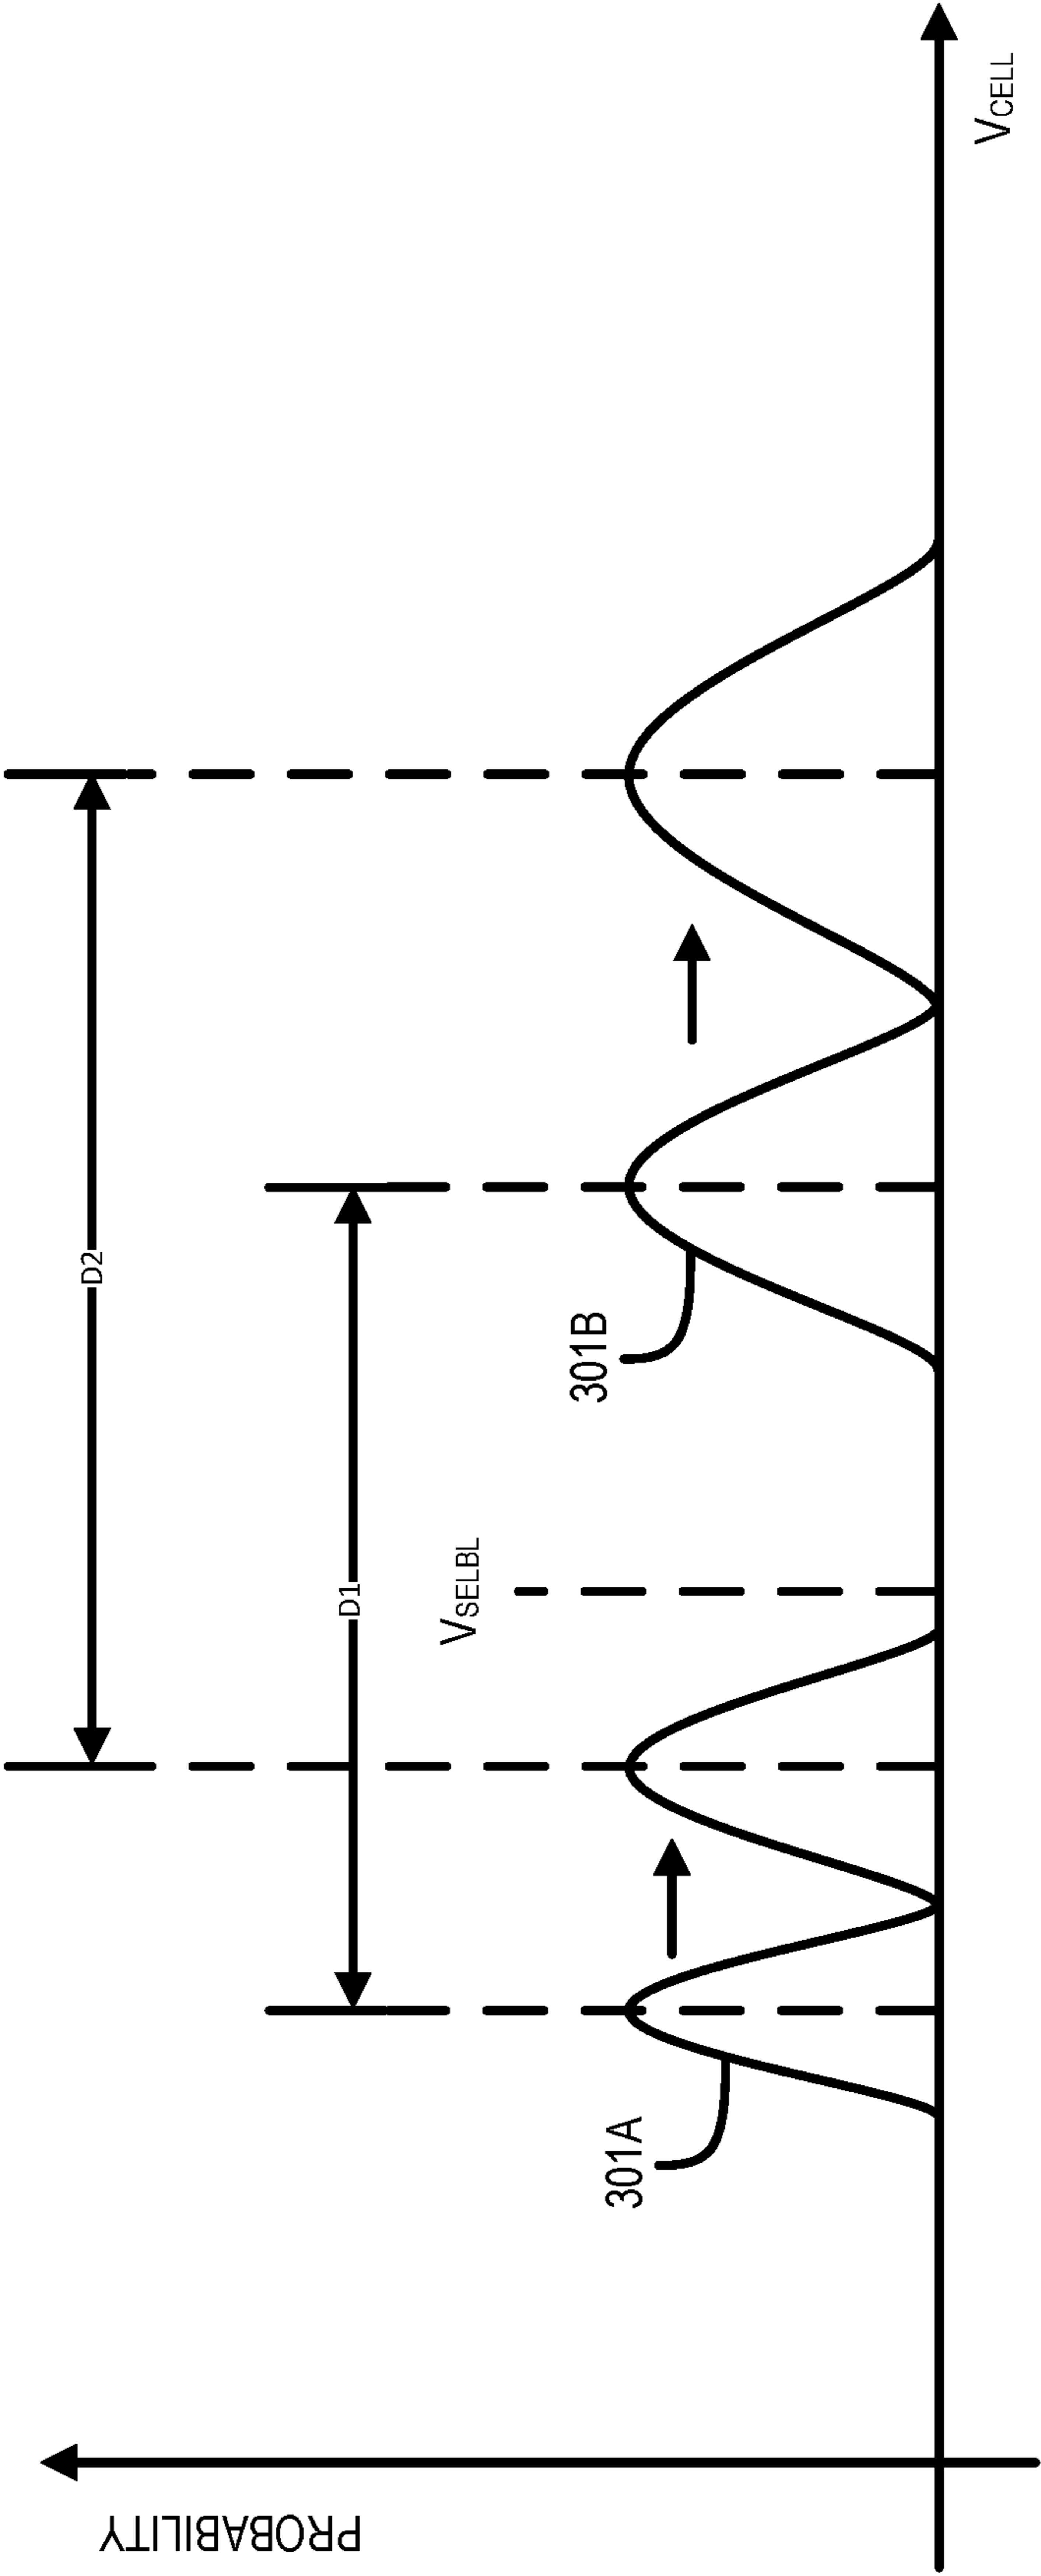 PROBABILITY
D2
D1
VSELBL
301A
301B
VCELL